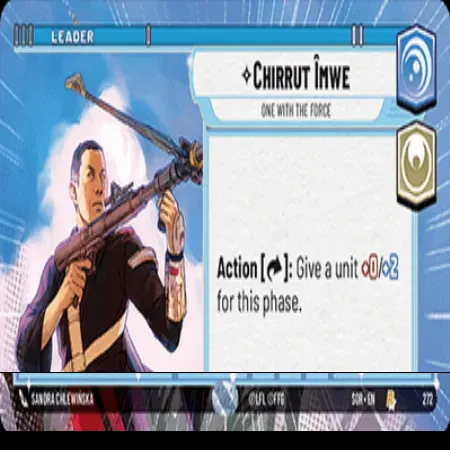 LEADER
CHIRRUT ÎMWE
ONE WITH THE FORCE
Action [ ]: Give a unit +0/+2
for this phase.
SANDRA CHLEWIŃSKA
©LFL ©FFG
SOR • EN
272